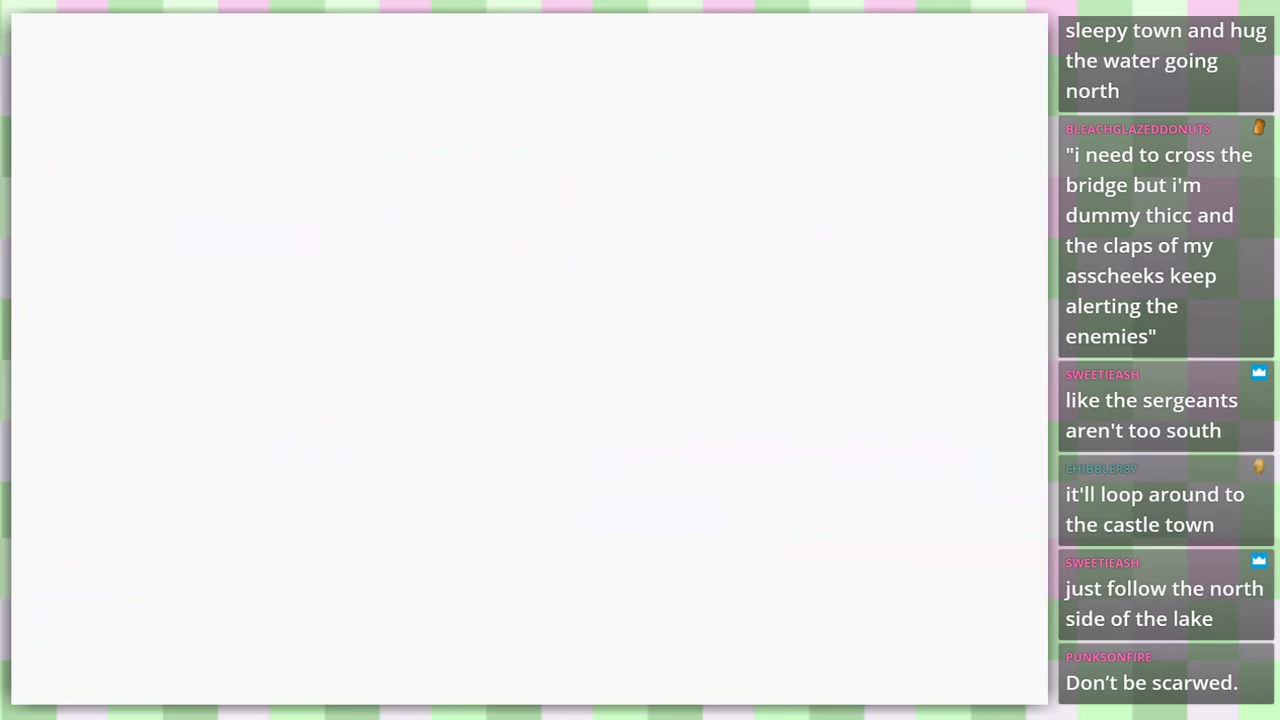 sleepy town and hug
the water going
north
BLEACHGLAZEDDONUTS
"i need to cross the
bridge but i'm
dummy thicc and
the claps of my
asscheeks keep
alerting the
enemies"
SWEETIEASH
like the sergeants
aren't too south
EHIBBLER87
it'll loop around to
the castle town
SWEETIEASH
just follow the north
side of the lake
PUNKSONFIRE
Don’t be scarwed.